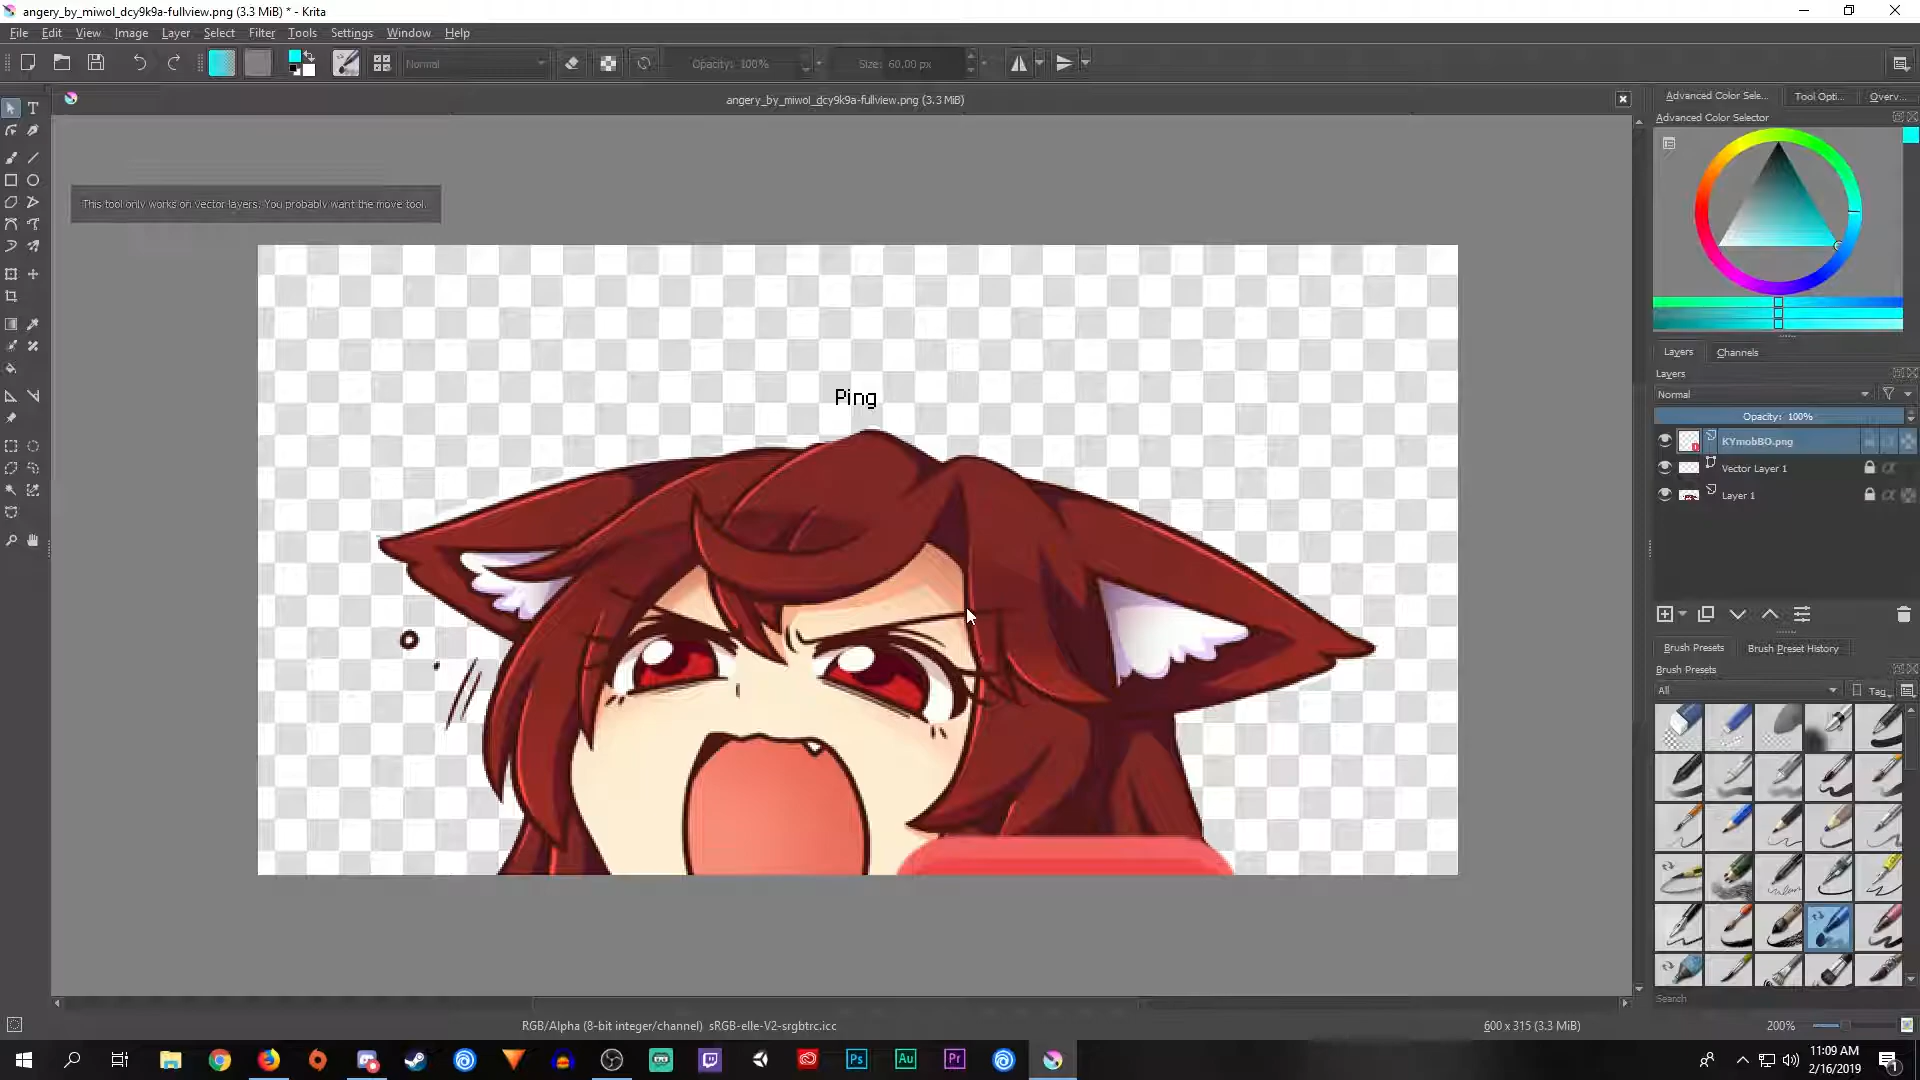 angery_by_miwol_dcy9k9a-fullview.png (3.3 MiB) * - Krita
File Edit View Image Layer Select Filter Tools Settings Window Help
Normal Opacity: 100% Size: 60.00 px
angery_by_miwol_dcy9k9a-fullview.png (3.3 MiB)
Advanced Color Sele... Tool Opti... Overv...
Advanced Color Selector
This tool only works on vector layers. You probably want the move tool.
Ping
Layers Channels
Layers
Normal
Opacity: 100%
KYmobBO.png
Vector Layer 1
Layer 1
Brush Presets Brush Preset History
Brush Presets
All Tag
Search
RGB/Alpha (8-bit integer/channel) sRGB-elle-V2-srgbtrc.icc 600 x 315 (3.3 MiB) 200%
Ps Au Pr
11:09 AM
2/16/2019
1